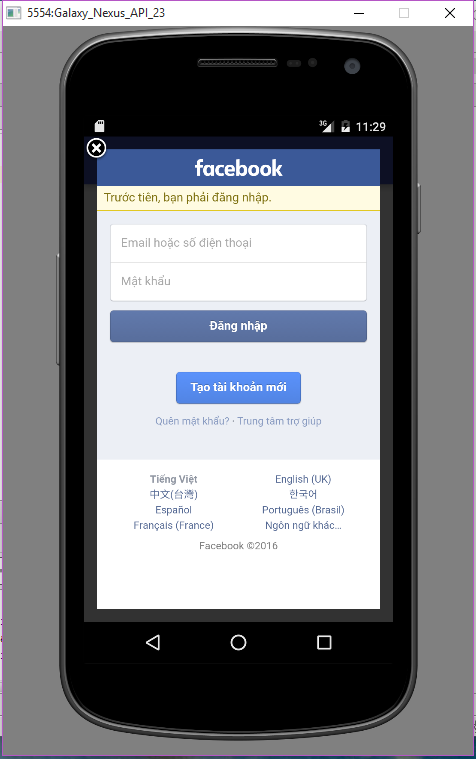 5554:Galaxy_Nexus_API_23
3G 11:29
facebook
Trước tiên, bạn phải đăng nhập.
Email hoặc số điện thoại
Mật khẩu
Đăng nhập
Tạo tài khoản mới
Quên mật khẩu? · Trung tâm trợ giúp
Tiếng Việt English (UK)
中文(台灣) 한국어
Español Português (Brasil)
Français (France) Ngôn ngữ khác...
Facebook ©2016